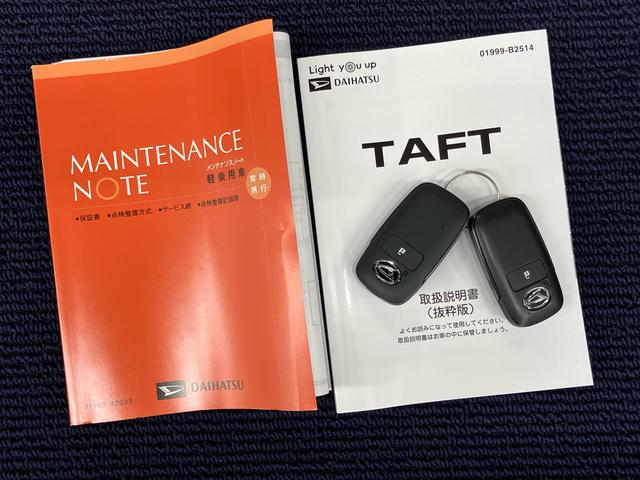 MAINTENANCE
NOTE
メンテナンスノート
軽乗用車
常時
携行
●保証書 ●点検整備方式 ●サービス網 ●点検整備記録簿
DAIHATSU
01999-B2032
01999-B2514
Light you up
DAIHATSU
TAFT
取扱説明書
（抜粋版）
よくお読みになって使用してください。
取扱説明書はお車の中に保管しましょう。